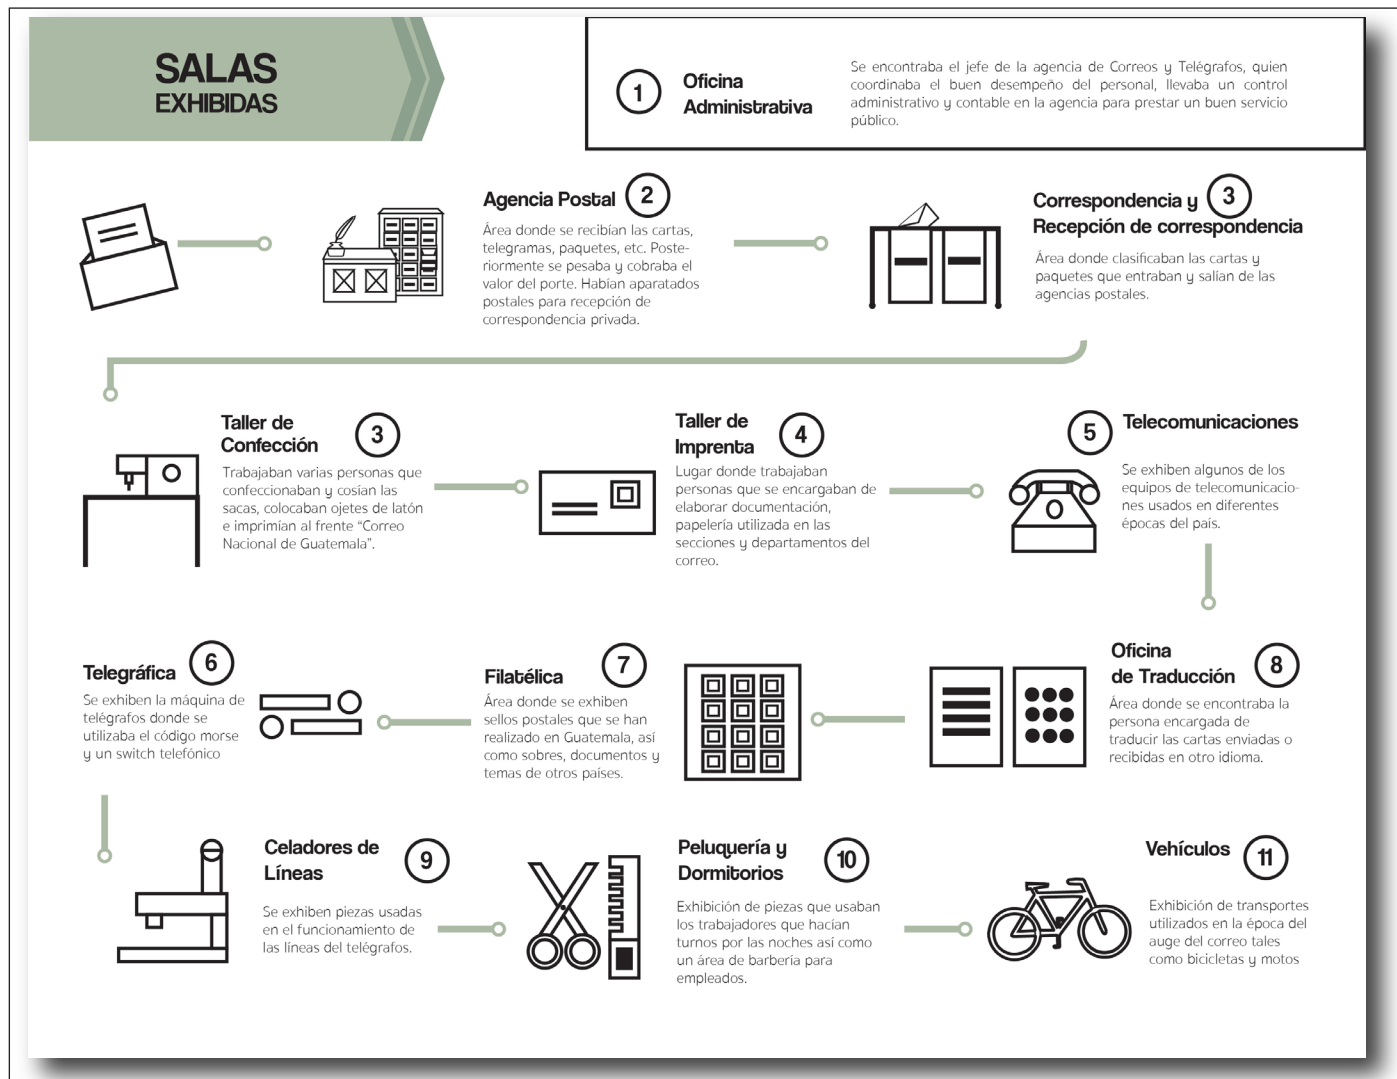 SALAS
EXHIBIDAS
1
Oficina
Administrativa
Se encontraba el jefe de la agencia de Correos y Telégrafos, quien
coordinaba el buen desempeño del personal, llevaba un control
administrativo y contable en la agencia para prestar un buen servicio
público.
Agencia Postal 2
Área donde se recibían las cartas,
telegramas, paquetes, etc. Poste-
riormente se pesaba y cobraba el
valor del porte. Habían aparatados
postales para recepción de
correspondencia privada.
Correspondencia y 3
Recepción de correspondencia
Área donde clasificaban las cartas y
paquetes que entraban y salían de las
agencias postales.
Taller de
Confección
3
Trabajaban varias personas que
confeccionaban y cosían las
sacas, colocaban ojetes de latón
e imprimían al frente "Correo
Nacional de Guatemala".
Taller de
Imprenta
4
Lugar donde trabajaban
personas que se encargaban de
elaborar documentación,
papelería utilizada en las
secciones y departamentos del
correo.
5 Telecomunicaciones
Se exhiben algunos de los
equipos de telecomunicacio-
nes usados en diferentes
épocas del país.
Telegráfica 6
Se exhiben la máquina de
telégrafos donde se
utilizaba el código morse
y un switch telefónico
Filatélica 7
Área donde se exhiben
sellos postales que se han
realizado en Guatemala, así
como sobres, documentos y
temas de otros países.
Oficina
de Traducción
8
Área donde se encontraba la
persona encargada de
traducir las cartas enviadas o
recibidas en otro idioma.
Celadores de
Líneas
9
Se exhiben piezas usadas
en el funcionamiento de
las líneas del telégrafos.
Peluquería y
Dormitorios
10
Exhibición de piezas que usaban
los trabajadores que hacían
turnos por las noches así como
un área de barbería para
empleados.
Vehículos 11
Exhibición de transportes
utilizados en la época del
auge del correo tales
como bicicletas y motos